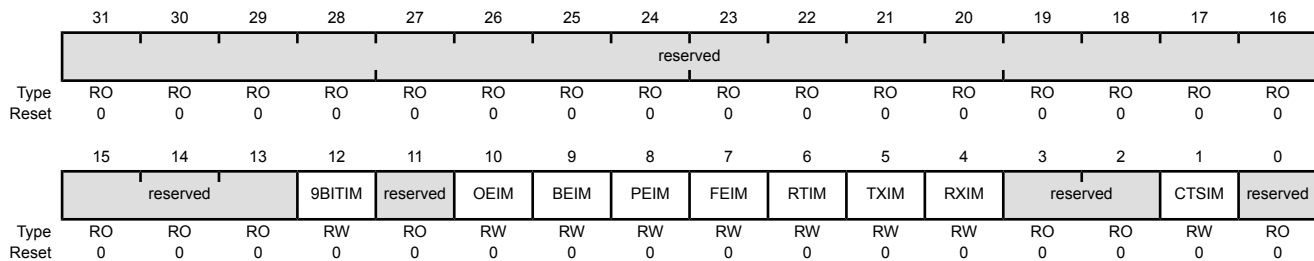 31 30 29 28 27 26 25 24 23 22 21 20 19 18 17 16
reserved
Type RO RO RO RO RO RO RO RO RO RO RO RO RO RO RO RO
Reset 0 0 0 0 0 0 0 0 0 0 0 0 0 0 0 0
15 14 13 12 11 10 9 8 7 6 5 4 3 2 1 0
reserved 9BITIM reserved OEIM BEIM PEIM FEIM RTIM TXIM RXIM reserved CTSIM reserved
Type RO RO RO RW RO RW RW RW RW RW RW RW RO RO RW RO
Reset 0 0 0 0 0 0 0 0 0 0 0 0 0 0 0 0